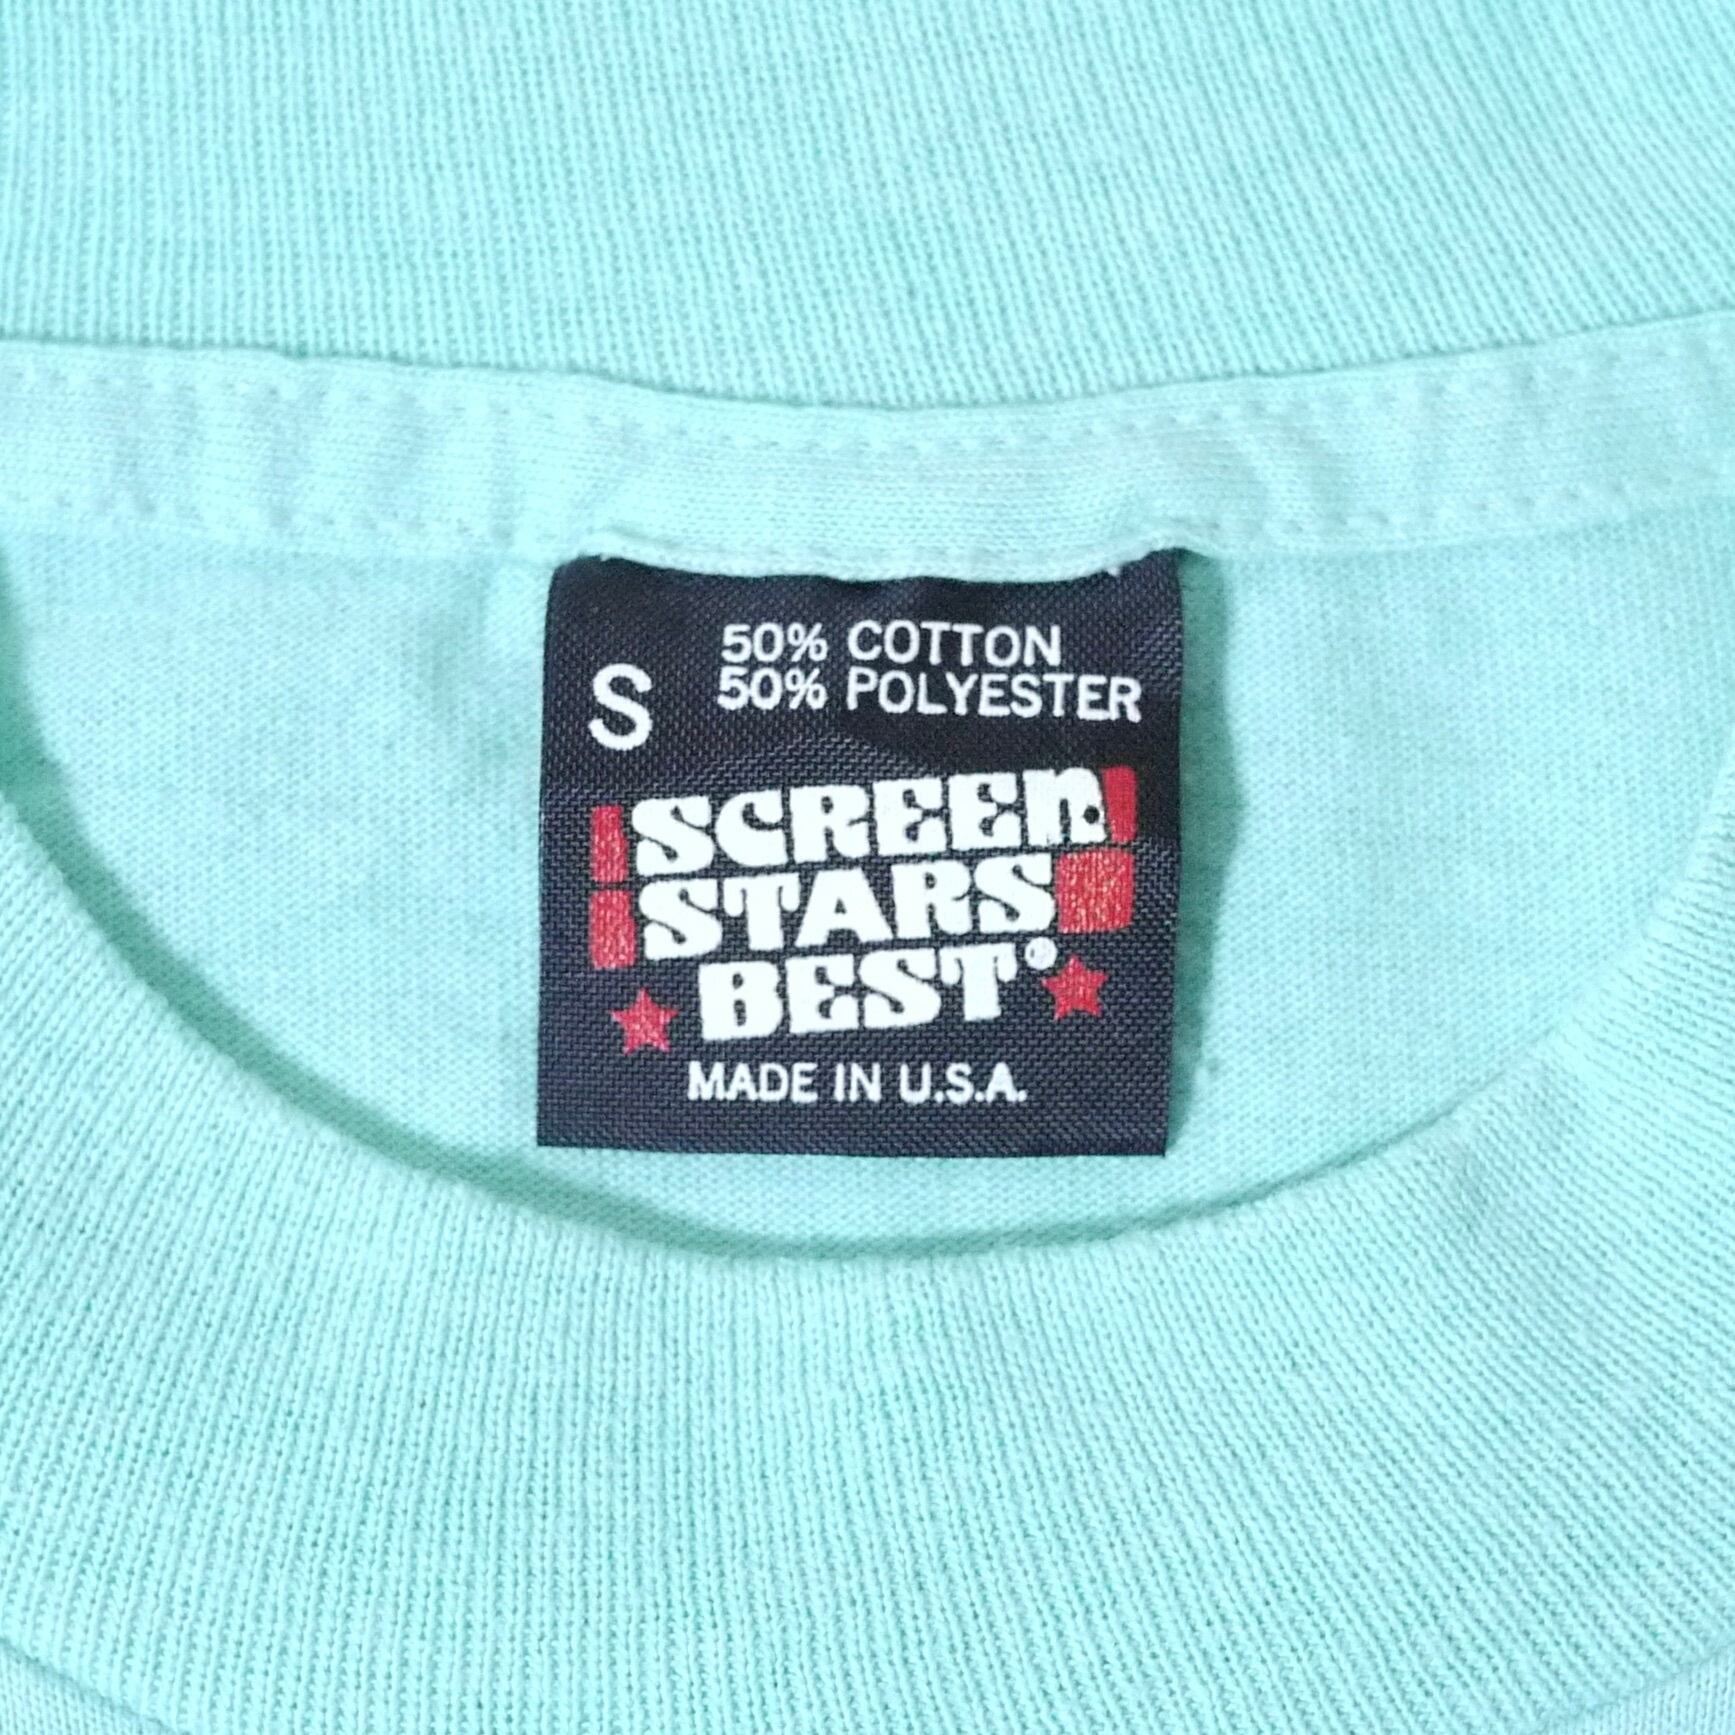 50% COTTON
50% POLYESTER
S
SCREEN
STARS
BEST®
MADE IN U.S.A.